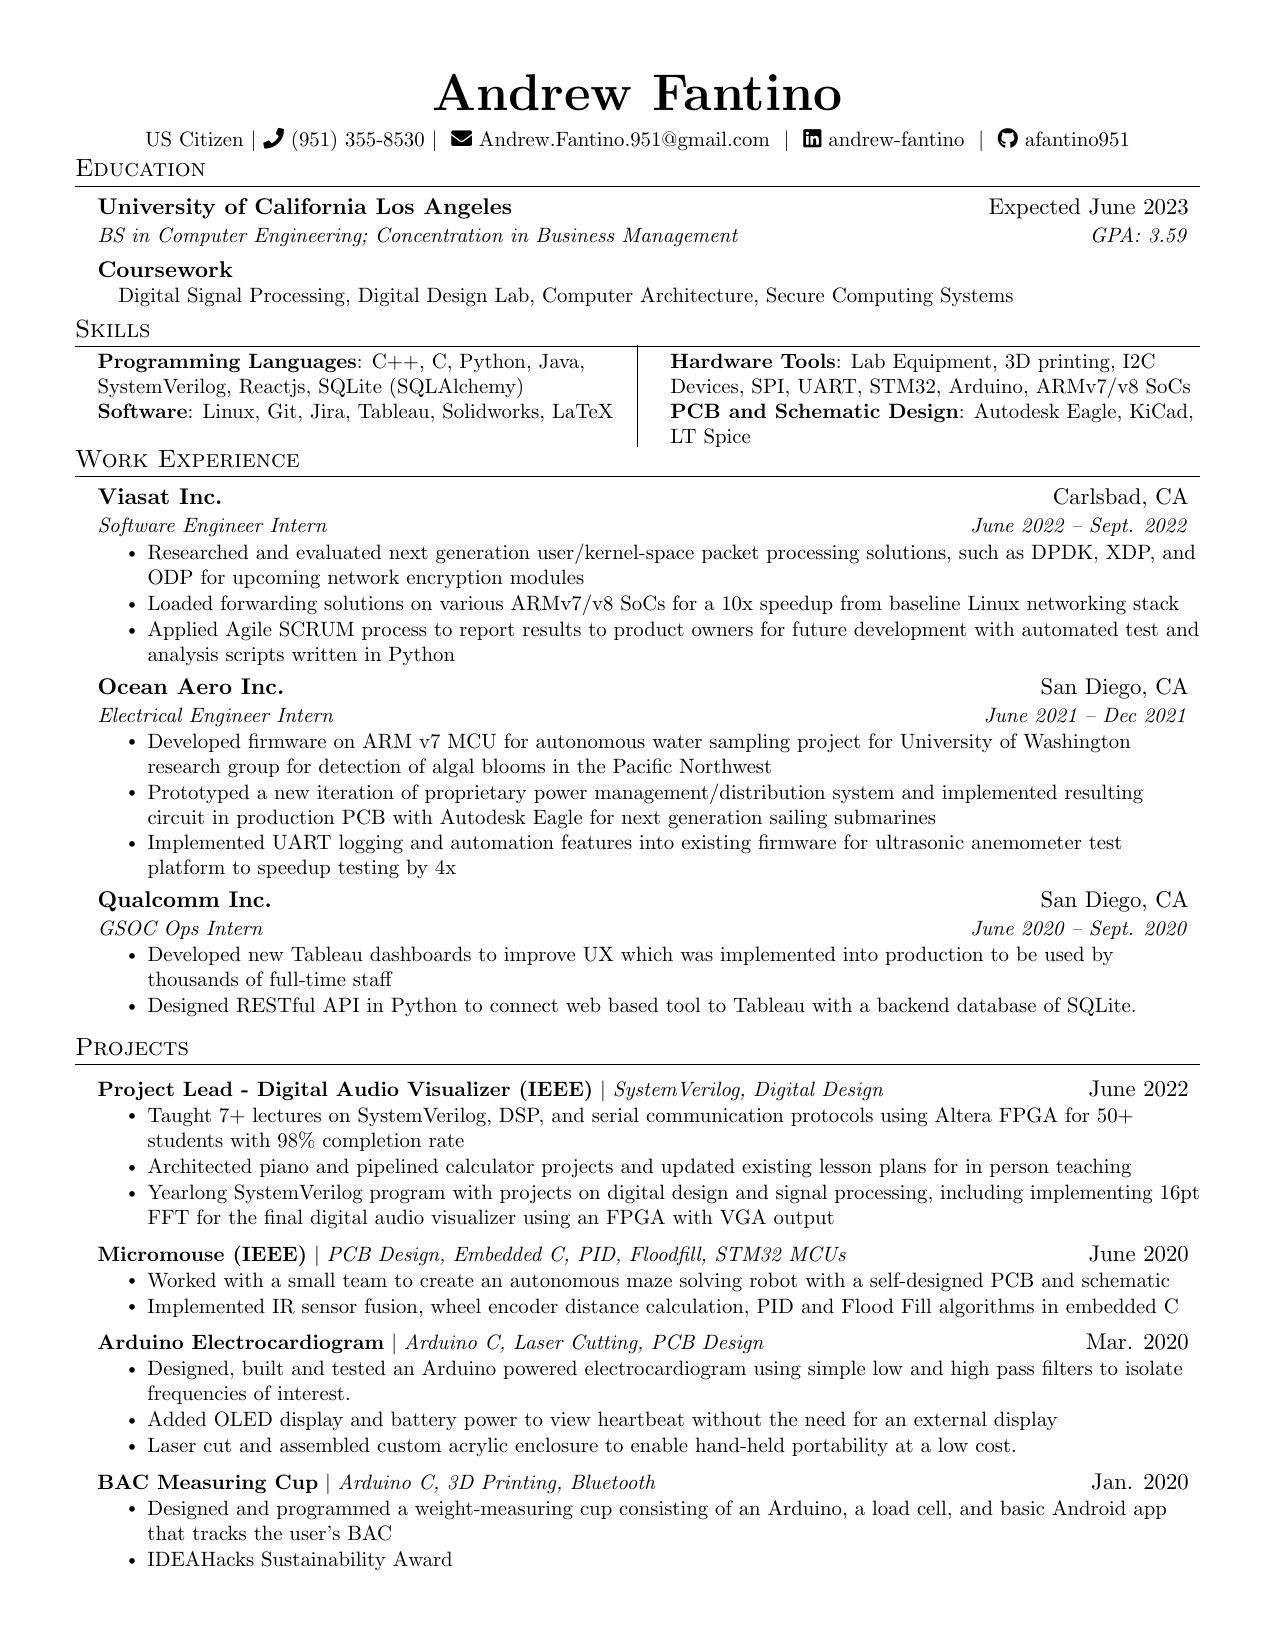 Andrew Fantino
US Citizen | (951) 355-8530 | Andrew.Fantino.951@gmail.com | andrew-fantino | afantino951
Education
University of California Los Angeles Expected June 2023
BS in Computer Engineering; Concentration in Business Management GPA: 3.59
Coursework
Digital Signal Processing, Digital Design Lab, Computer Architecture, Secure Computing Systems
Skills
Programming Languages: C++, C, Python, Java,
SystemVerilog, Reactjs, SQLite (SQLAlchemy)
Software: Linux, Git, Jira, Tableau, Solidworks, LaTeX
Hardware Tools: Lab Equipment, 3D printing, I2C
Devices, SPI, UART, STM32, Arduino, ARMv7/v8 SoCs
PCB and Schematic Design: Autodesk Eagle, KiCad,
LT Spice
Work Experience
Viasat Inc. Carlsbad, CA
Software Engineer Intern June 2022 – Sept. 2022
• Researched and evaluated next generation user/kernel-space packet processing solutions, such as DPDK, XDP, and
ODP for upcoming network encryption modules
• Loaded forwarding solutions on various ARMv7/v8 SoCs for a 10x speedup from baseline Linux networking stack
• Applied Agile SCRUM process to report results to product owners for future development with automated test and
analysis scripts written in Python
Ocean Aero Inc. San Diego, CA
Electrical Engineer Intern June 2021 – Dec 2021
• Developed firmware on ARM v7 MCU for autonomous water sampling project for University of Washington
research group for detection of algal blooms in the Pacific Northwest
• Prototyped a new iteration of proprietary power management/distribution system and implemented resulting
circuit in production PCB with Autodesk Eagle for next generation sailing submarines
• Implemented UART logging and automation features into existing firmware for ultrasonic anemometer test
platform to speedup testing by 4x
Qualcomm Inc. San Diego, CA
GSOC Ops Intern June 2020 – Sept. 2020
• Developed new Tableau dashboards to improve UX which was implemented into production to be used by
thousands of full-time staff
• Designed RESTful API in Python to connect web based tool to Tableau with a backend database of SQLite.
Projects
Project Lead - Digital Audio Visualizer (IEEE) | SystemVerilog, Digital Design June 2022
• Taught 7+ lectures on SystemVerilog, DSP, and serial communication protocols using Altera FPGA for 50+
students with 98% completion rate
• Architected piano and pipelined calculator projects and updated existing lesson plans for in person teaching
• Yearlong SystemVerilog program with projects on digital design and signal processing, including implementing 16pt
FFT for the final digital audio visualizer using an FPGA with VGA output
Micromouse (IEEE) | PCB Design, Embedded C, PID, Floodfill, STM32 MCUs June 2020
• Worked with a small team to create an autonomous maze solving robot with a self-designed PCB and schematic
• Implemented IR sensor fusion, wheel encoder distance calculation, PID and Flood Fill algorithms in embedded C
Arduino Electrocardiogram | Arduino C, Laser Cutting, PCB Design Mar. 2020
• Designed, built and tested an Arduino powered electrocardiogram using simple low and high pass filters to isolate
frequencies of interest.
• Added OLED display and battery power to view heartbeat without the need for an external display
• Laser cut and assembled custom acrylic enclosure to enable hand-held portability at a low cost.
BAC Measuring Cup | Arduino C, 3D Printing, Bluetooth Jan. 2020
• Designed and programmed a weight-measuring cup consisting of an Arduino, a load cell, and basic Android app
that tracks the user's BAC
• IDEAHacks Sustainability Award